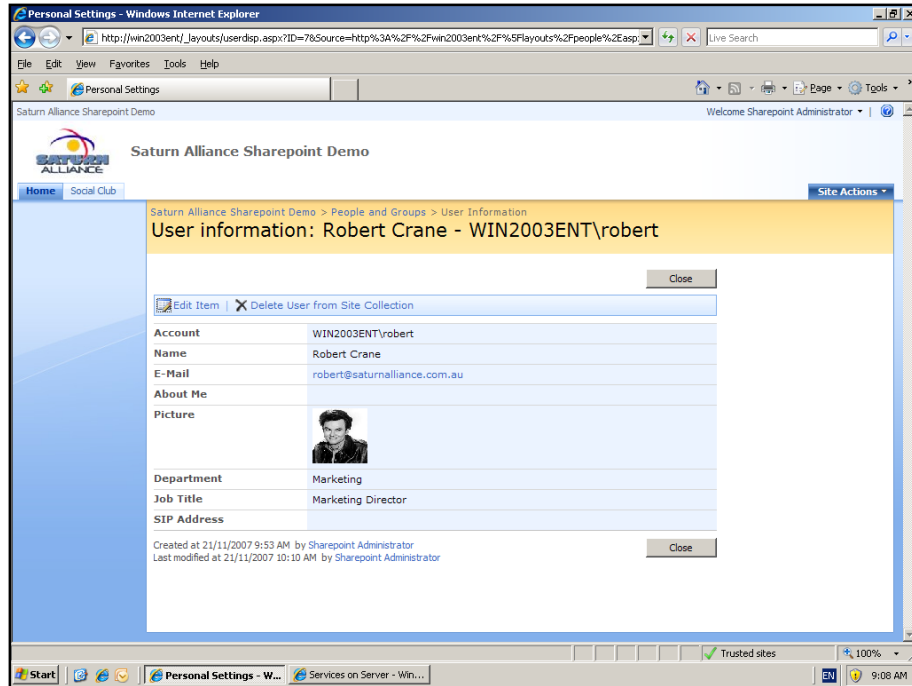 Personal Settings - Windows Internet Explorer
http://win2003ent/_layouts/userdisp.aspx?ID=7&Source=http%3A%2F%2Fwin2003ent%2F%5Flayouts%2Fpeople%2Easp
Live Search
File Edit View Favorites Tools Help
Personal Settings
Page Tools
Saturn Alliance Sharepoint Demo
Welcome Sharepoint Administrator
SATURN
ALLIANCE
Saturn Alliance Sharepoint Demo
Home Social Club
Site Actions
Saturn Alliance Sharepoint Demo > People and Groups > User Information
User information: Robert Crane - WIN2003ENT\robert
Close
Edit Item | Delete User from Site Collection
Account WIN2003ENT\robert
Name Robert Crane
E-Mail robert@saturnalliance.com.au
About Me
Picture
Department Marketing
Job Title Marketing Director
SIP Address
Created at 21/11/2007 9:53 AM by Sharepoint Administrator
Close
Last modified at 21/11/2007 10:10 AM by Sharepoint Administrator
Trusted sites
100%
Start
Personal Settings - W...
Services on Server - Win...
EN
9:08 AM